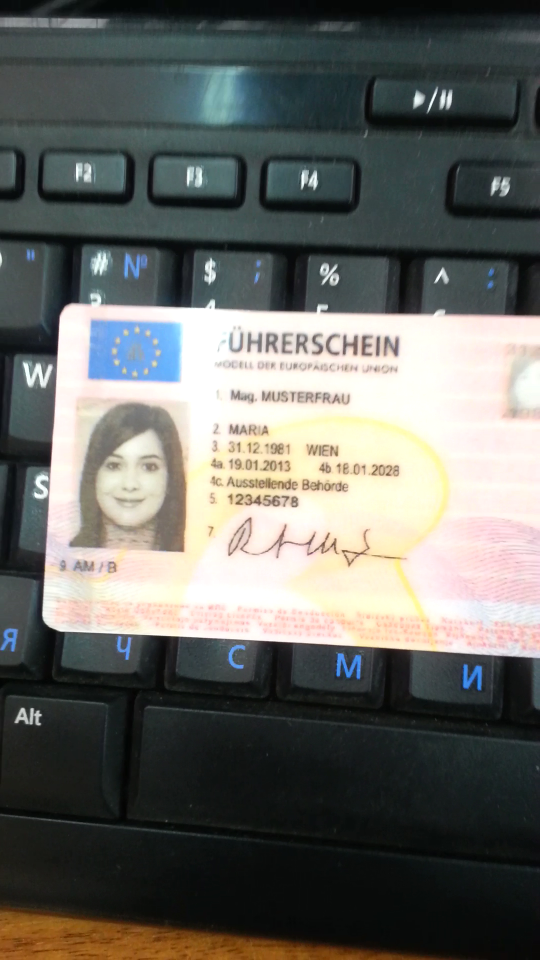 ►/II
F2 F3 F4 F5
" # № $ ; % ^ :
W
S
FÜHRERSCHEIN
MODELL DER EUROPÄISCHEN UNION
1. Mag. MUSTERFRAU
2. MARIA
3. 31.12.1981 WIEN
4a. 19.01.2013 4b. 18.01.2028
4c. Ausstellende Behörde
5. 12345678
7.
9. AM / B
Я Ч С М И
Alt